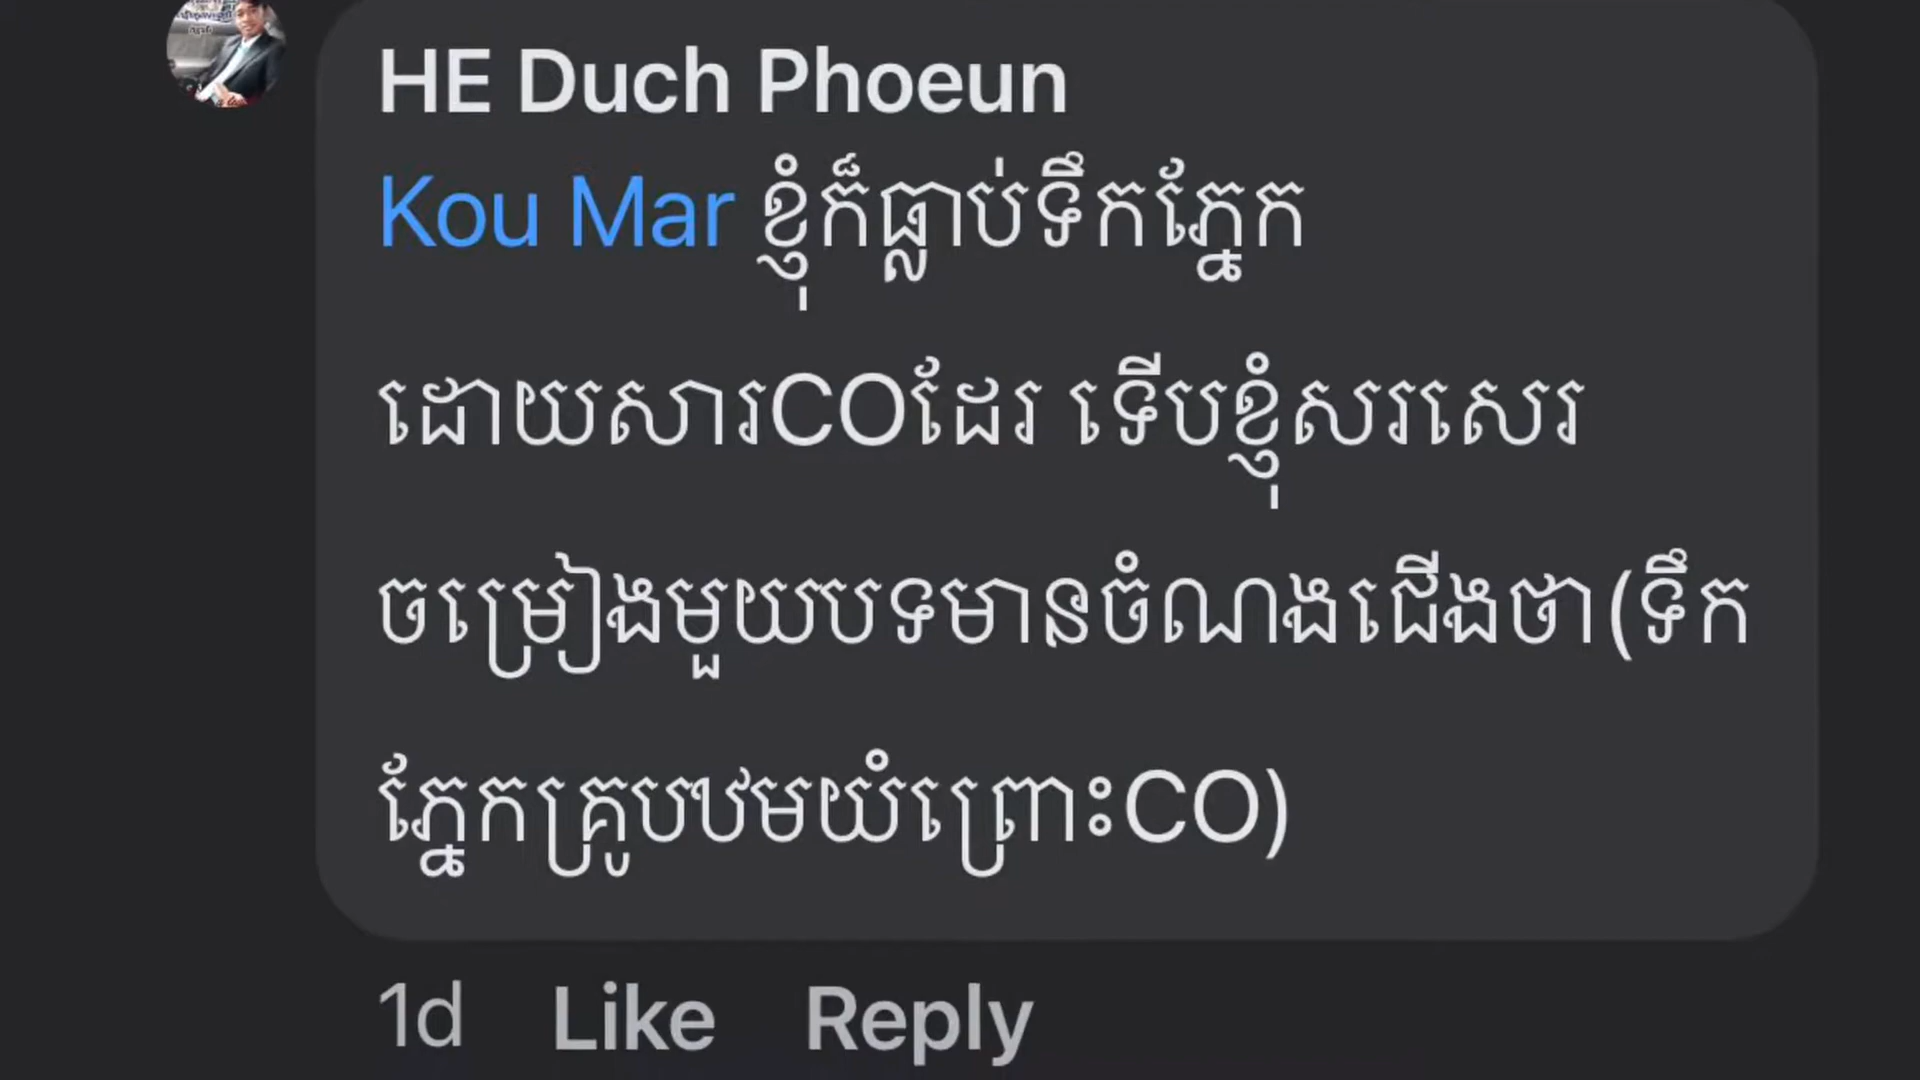 HE Duch Phoeun
Kou Mar ខ្ញុំក៏ធ្លាប់ទឹកភ្នែក
ដោយសារCOដែរ ទើបខ្ញុំសរសេរ
ចម្រៀងមួយបទមានចំណងជើងថា(ទឹក
ភ្នែកគ្រូបឋមយំព្រោះCO)
1d Like Reply